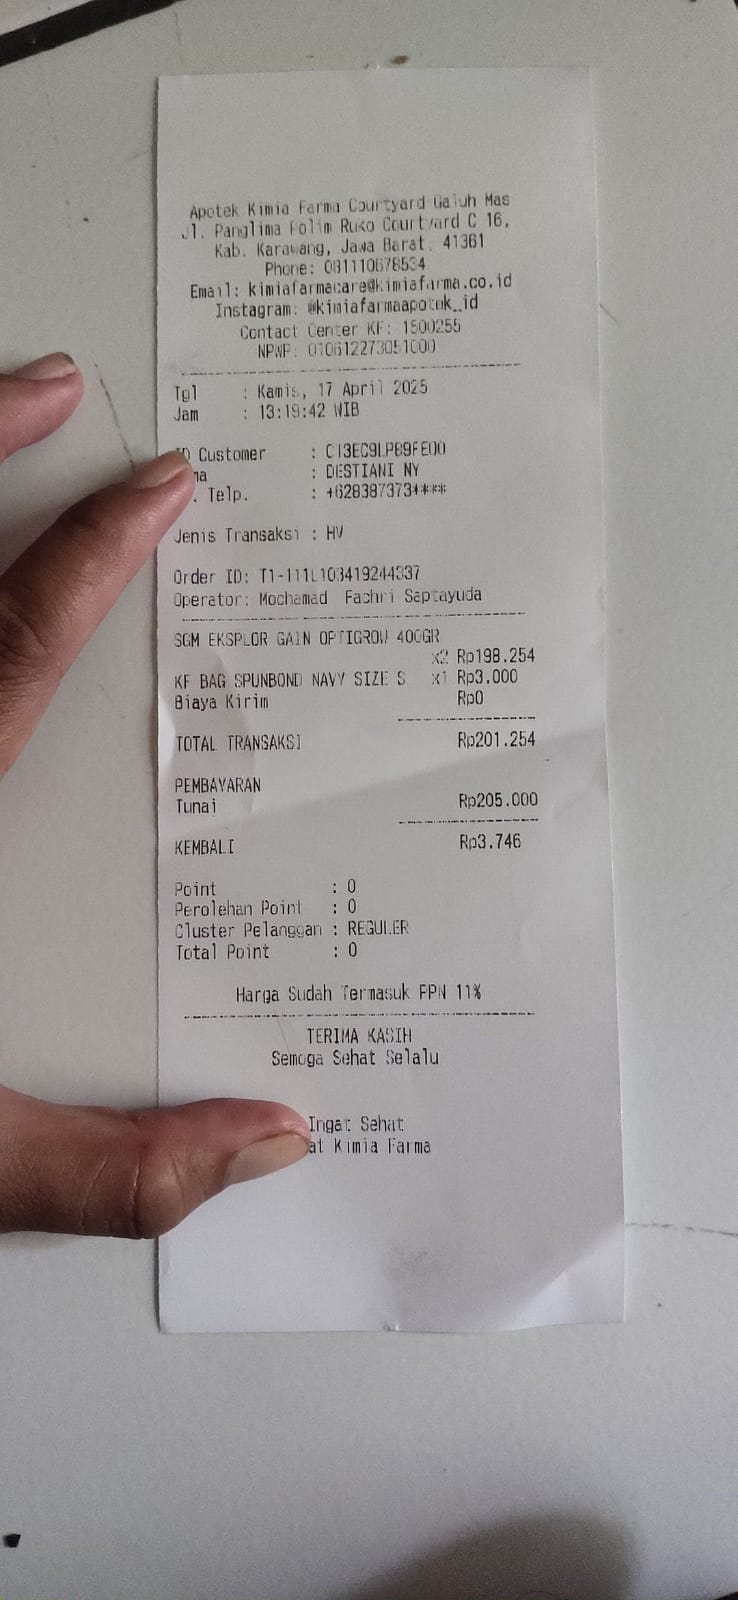 Apotek Kimia Farma Courtyard Galuh Mas
Jl. Panglima Polim Ruko Courtyard C 16,
Kab. Karawang, Jawa Barat, 41361
Phone: 081110678534
Email: kimiafarmacare@kimiafarma.co.id
Instagram: @kimiafarmaapotek_id
Contact Center KF: 1500255
NPWP: 010612273051000
Tgl : Kamis, 17 April 2025
Jam : 13:19:42 WIB
Customer : C13EC9LP89FE00
: DESTIANI NY
. Telp. : +628387373****
Jenis Transaksi : HV
Order ID: T1-111L103419244337
Operator: Mochamad Fachri Saptayuda
SGM EKSPLOR GAIN OPTIGROW 400GR
x2 Rp198.254
KF BAG SPUNBOND NAVY SIZE S x1 Rp3.000
Biaya Kirim Rp0
TOTAL TRANSAKSI Rp201.254
PEMBAYARAN
Tunai Rp205.000
KEMBALI Rp3.746
Point : 0
Perolehan Point : 0
Cluster Pelanggan : REGULER
Total Point : 0
Harga Sudah Termasuk PPN 11%
TERIMA KASIH
Semoga Sehat Selalu
Ingat Sehat
at Kimia Farma